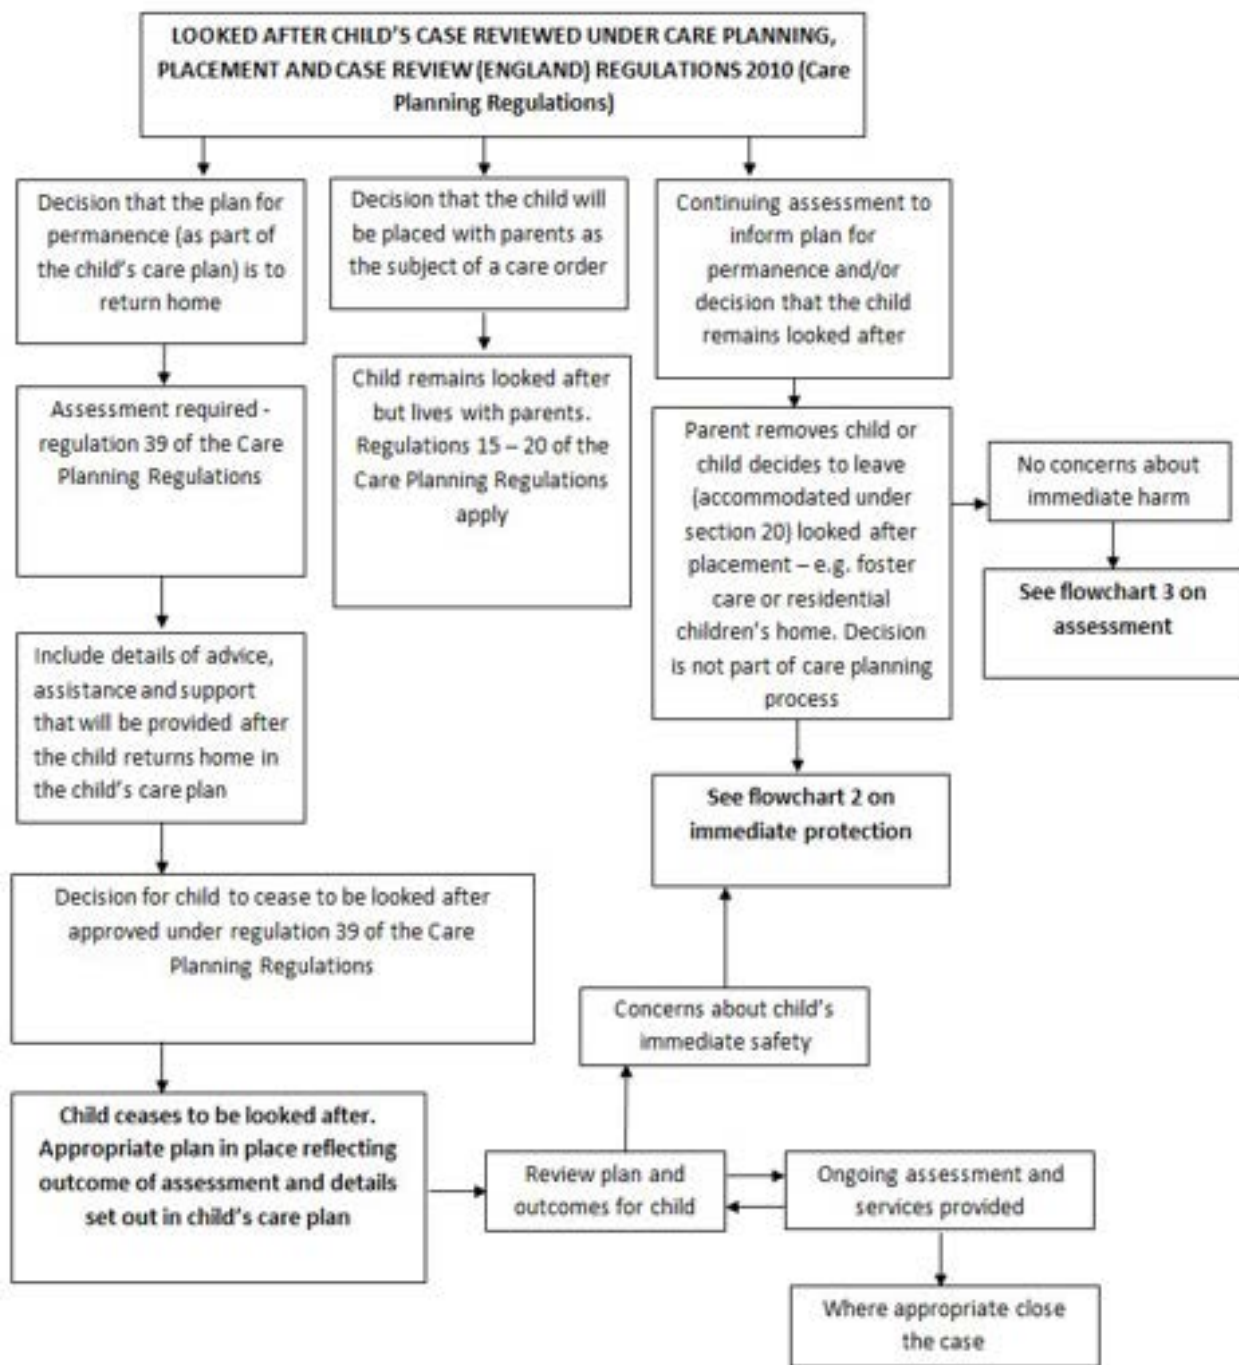 LOOKED AFTER CHILD'S CASE REVIEWED UNDER CARE PLANNING,
PLACEMENT AND CASE REVIEW (ENGLAND) REGULATIONS 2010 (Care
Planning Regulations)
Decision that the plan for
permanence (as part of
the child's care plan) is to
return home
Decision that the child will
be placed with parents as
the subject of a care order
Continuing assessment to
inform plan for
permanence and/or
decision that the child
remains looked after
Assessment required -
regulation 39 of the Care
Planning Regulations
Child remains looked after
but lives with parents.
Regulations 15 – 20 of the
Care Planning Regulations
apply
Parent removes child or
child decides to leave
(accommodated under
section 20) looked after
placement – e.g. foster
care or residential
children's home. Decision
is not part of care planning
process
No concerns about
immediate harm
See flowchart 3 on
assessment
Include details of advice,
assistance and support
that will be provided after
the child returns home in
the child's care plan
See flowchart 2 on
immediate protection
Decision for child to cease to be looked after
approved under regulation 39 of the Care
Planning Regulations
Concerns about child's
immediate safety
Child ceases to be looked after.
Appropriate plan in place reflecting
outcome of assessment and details
set out in child's care plan
Review plan and
outcomes for child
Ongoing assessment and
services provided
Where appropriate close
the case